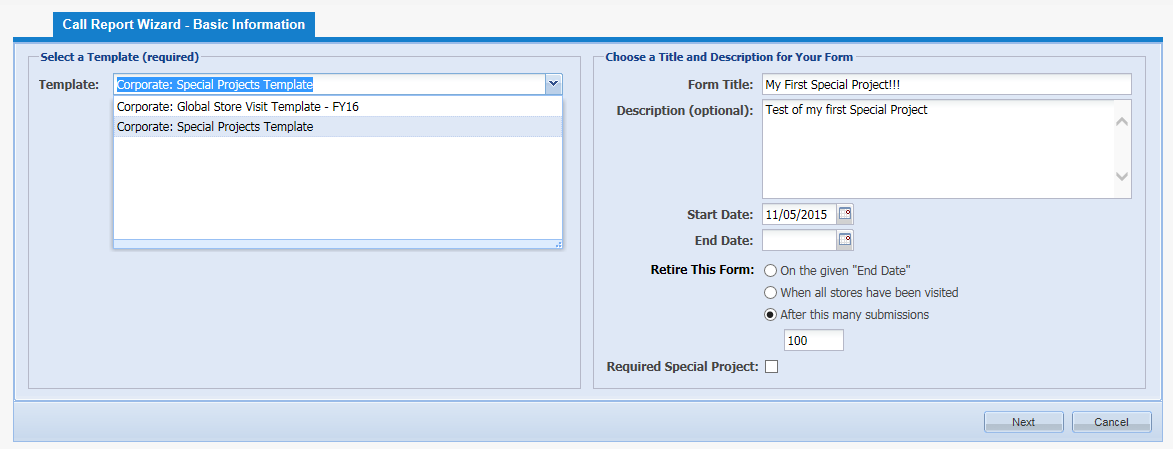 Call Report Wizard - Basic Information
Select a Template (required)
Template: Corporate: Special Projects Template
Corporate: Global Store Visit Template - FY16
Corporate: Special Projects Template
Choose a Title and Description for Your Form
Form Title: My First Special Project!!!
Description (optional): Test of my first Special Project
Start Date: 11/05/2015
End Date:
Retire This Form: On the given "End Date"
When all stores have been visited
After this many submissions
100
Required Special Project:
Next Cancel